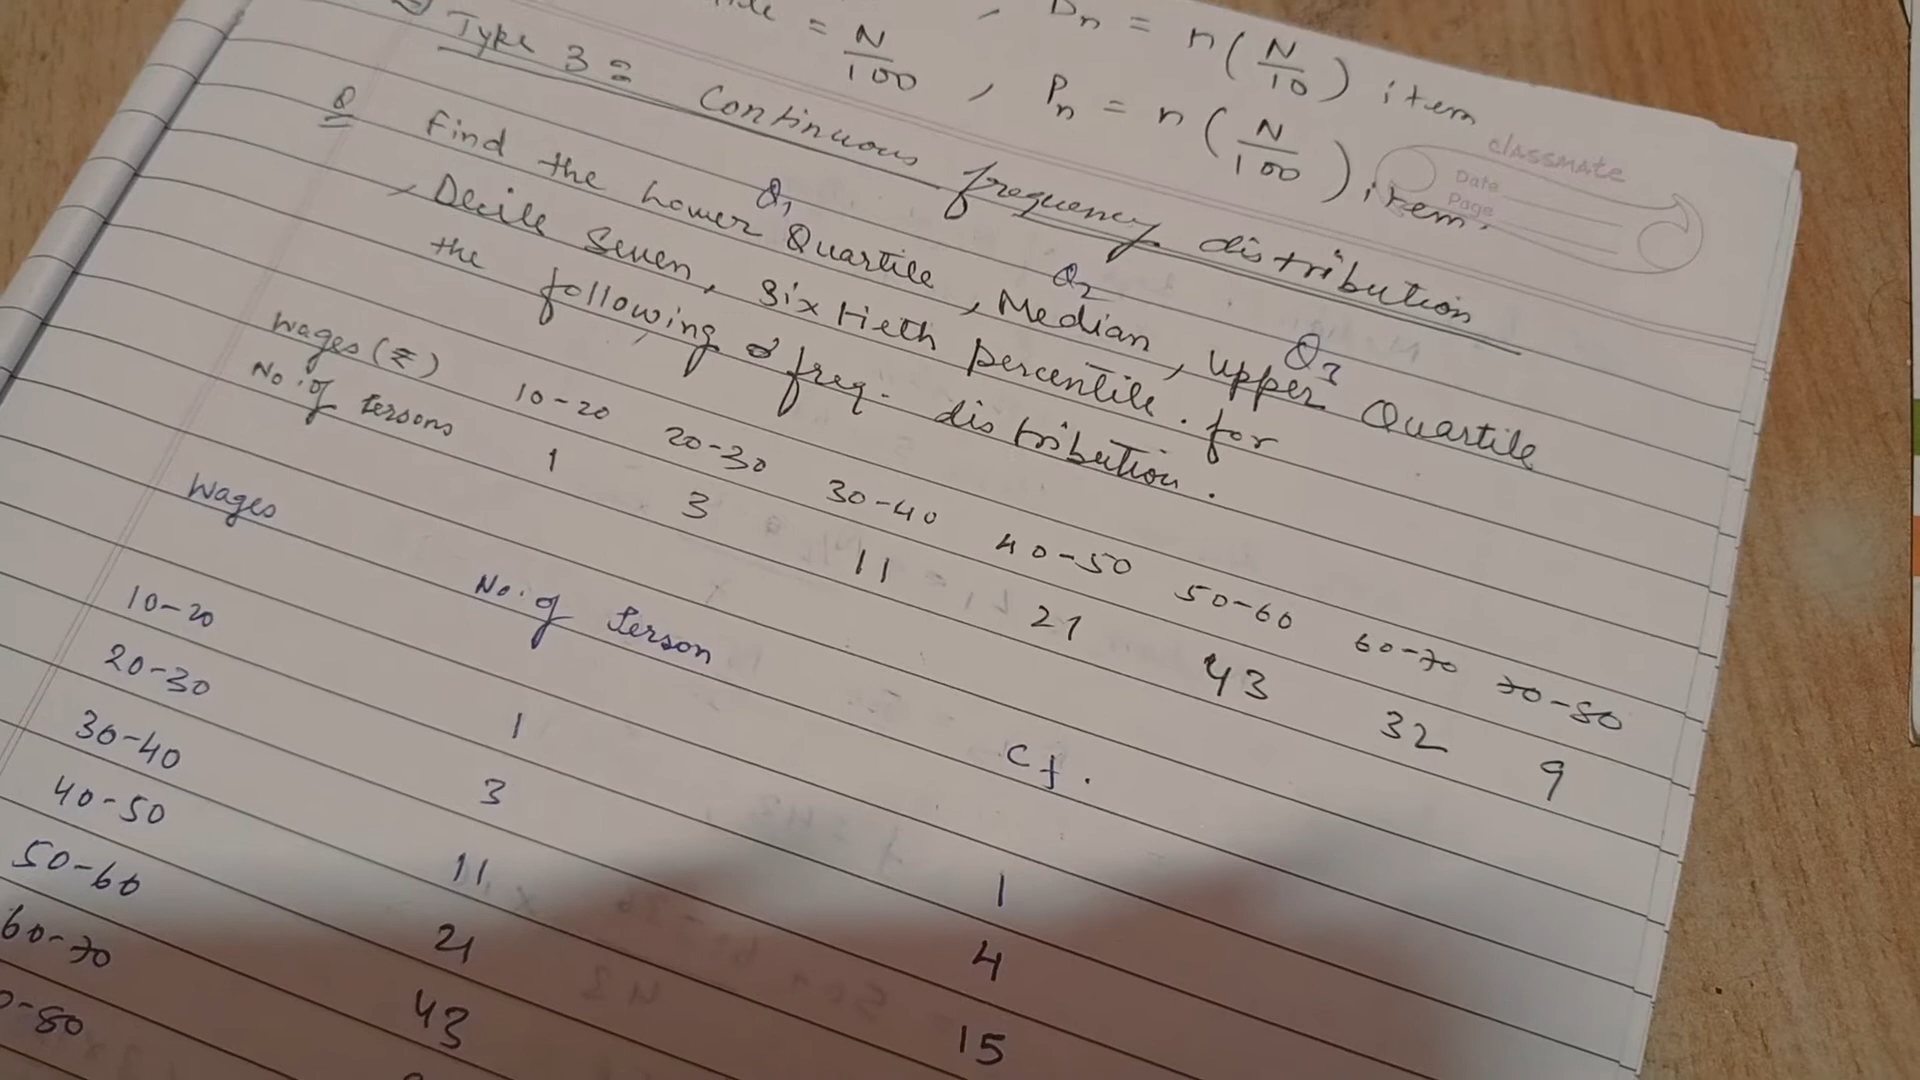 = N/100 , Dn = n(N/10) item
Pn = n(N/100) item.
classmate
Date
Page
Type 3 = Continuous frequency distribution
Q Find the Lower Quartile, Median, Upper Quartile
Q1 Q2 Q3
, Decile Seven, Sixtieth Percentile. for
the following freq. distribution.
Wages (₹) 10-20 20-30 30-40 40-50 50-60 60-70 70-80
No. of Persons 1 3 11 21 43 32 9
Wages No. of Person Cf.
10-20 1 1
20-30 3 4
30-40 11 15
40-50 21
50-60 43
60-70
0-80